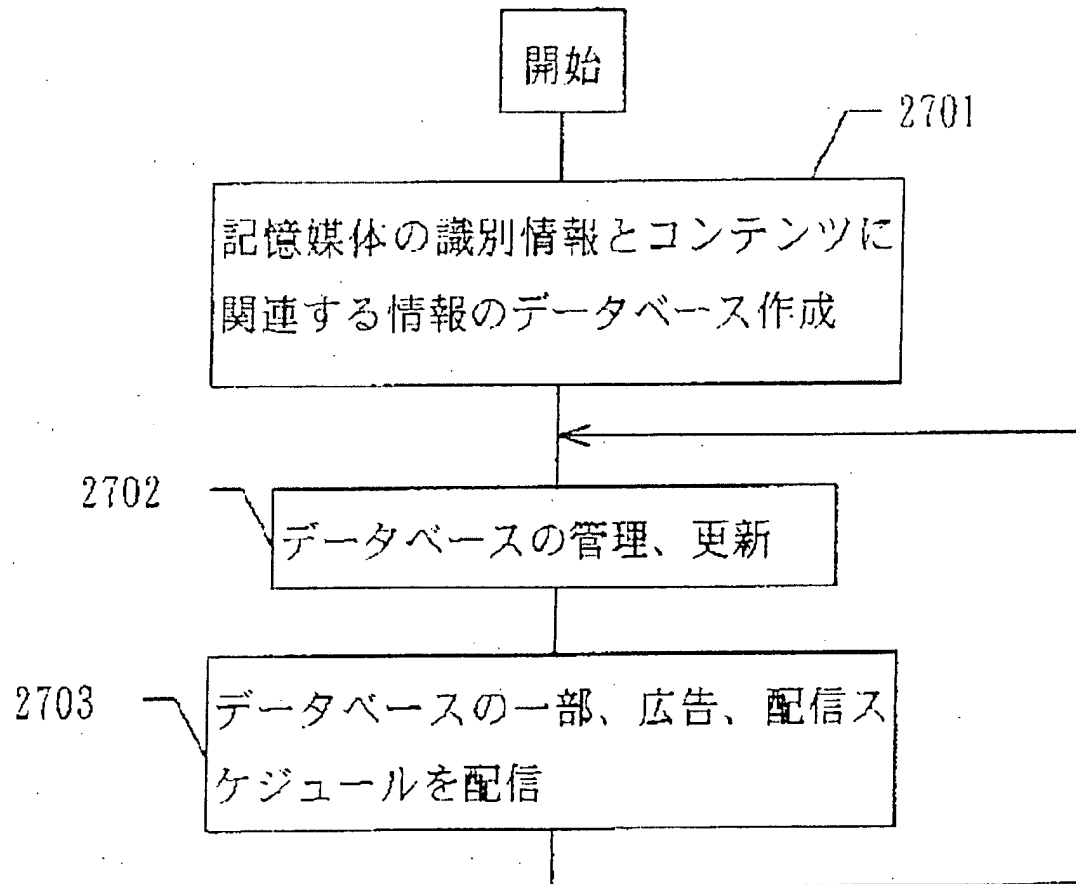 開始
2701
記憶媒体の識別情報とコンテンツに
関連する情報のデータベース作成
2702
データベースの管理、更新
2703
データベースの一部、広告、配信ス
ケジュールを配信